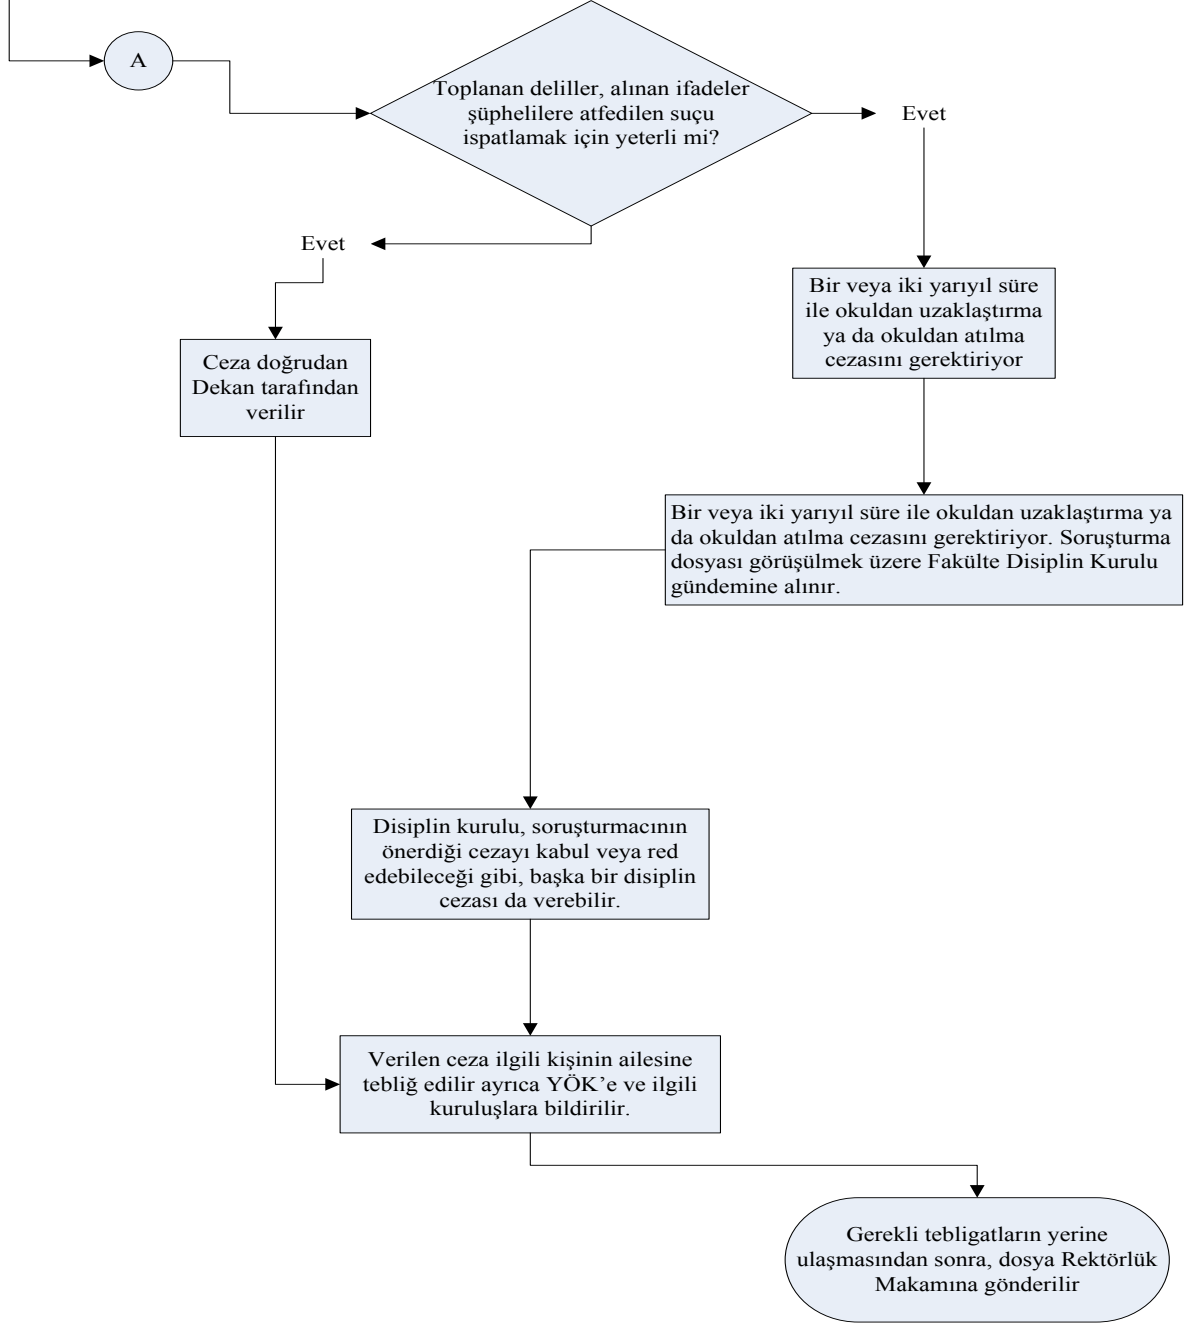 A
Toplanan deliller, alınan ifadeler
şüphelilere atfedilen suçu
ispatlamak için yeterli mi?
Evet
Evet
Bir veya iki yarıyıl süre
ile okuldan uzaklaştırma
ya da okuldan atılma
cezasını gerektiriyor
Ceza doğrudan
Dekan tarafından
verilir
Bir veya iki yarıyıl süre ile okuldan uzaklaştırma ya
da okuldan atılma cezasını gerektiriyor. Soruşturma
dosyası görüşülmek üzere Fakülte Disiplin Kurulu
gündemine alınır.
Disiplin kurulu, soruşturmacının
önerdiği cezayı kabul veya red
edebileceği gibi, başka bir disiplin
cezası da verebilir.
Verilen ceza ilgili kişinin ailesine
tebliğ edilir ayrıca YÖK’e ve ilgili
kuruluşlara bildirilir.
Gerekli tebligatların yerine
ulaşmasından sonra, dosya Rektörlük
Makamına gönderilir